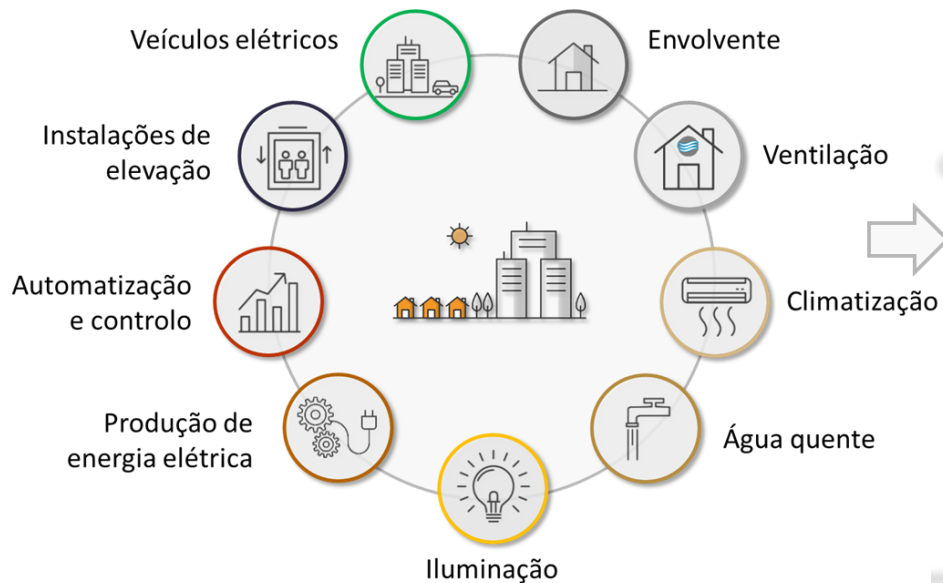 Veículos elétricos
Envolvente
Instalações de
elevação
Ventilação
Automatização
e controlo
Climatização
Produção de
energia elétrica
Água quente
Iluminação